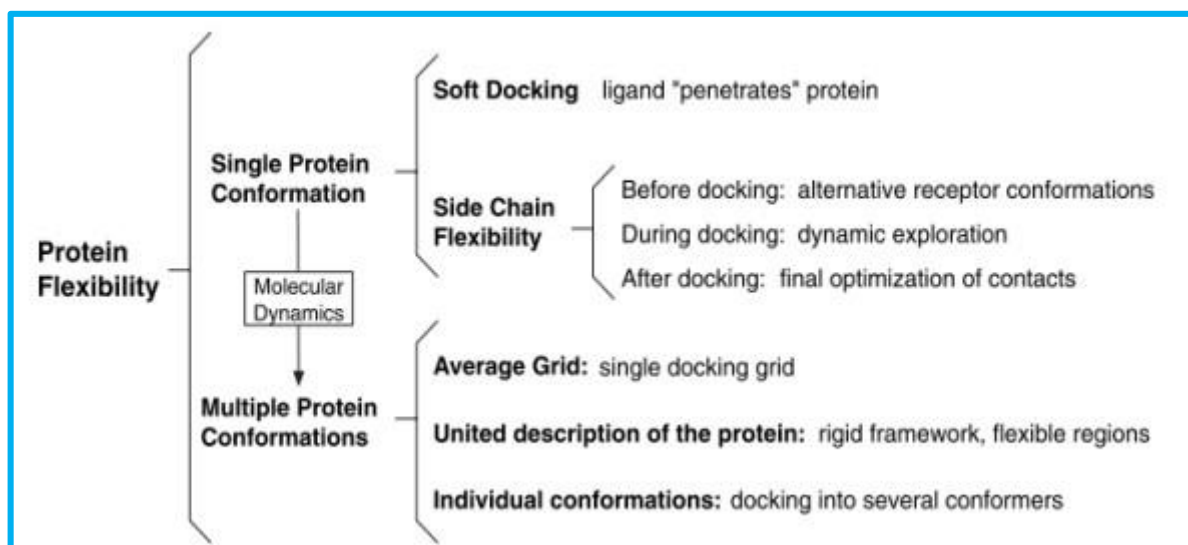 Protein
Flexibility
Single Protein
Conformation
Molecular
Dynamics
Multiple Protein
Conformations
Soft Docking ligand "penetrates" protein
Side Chain
Flexibility
Before docking: alternative receptor conformations
During docking: dynamic exploration
After docking: final optimization of contacts
Average Grid: single docking grid
United description of the protein: rigid framework, flexible regions
Individual conformations: docking into several conformers